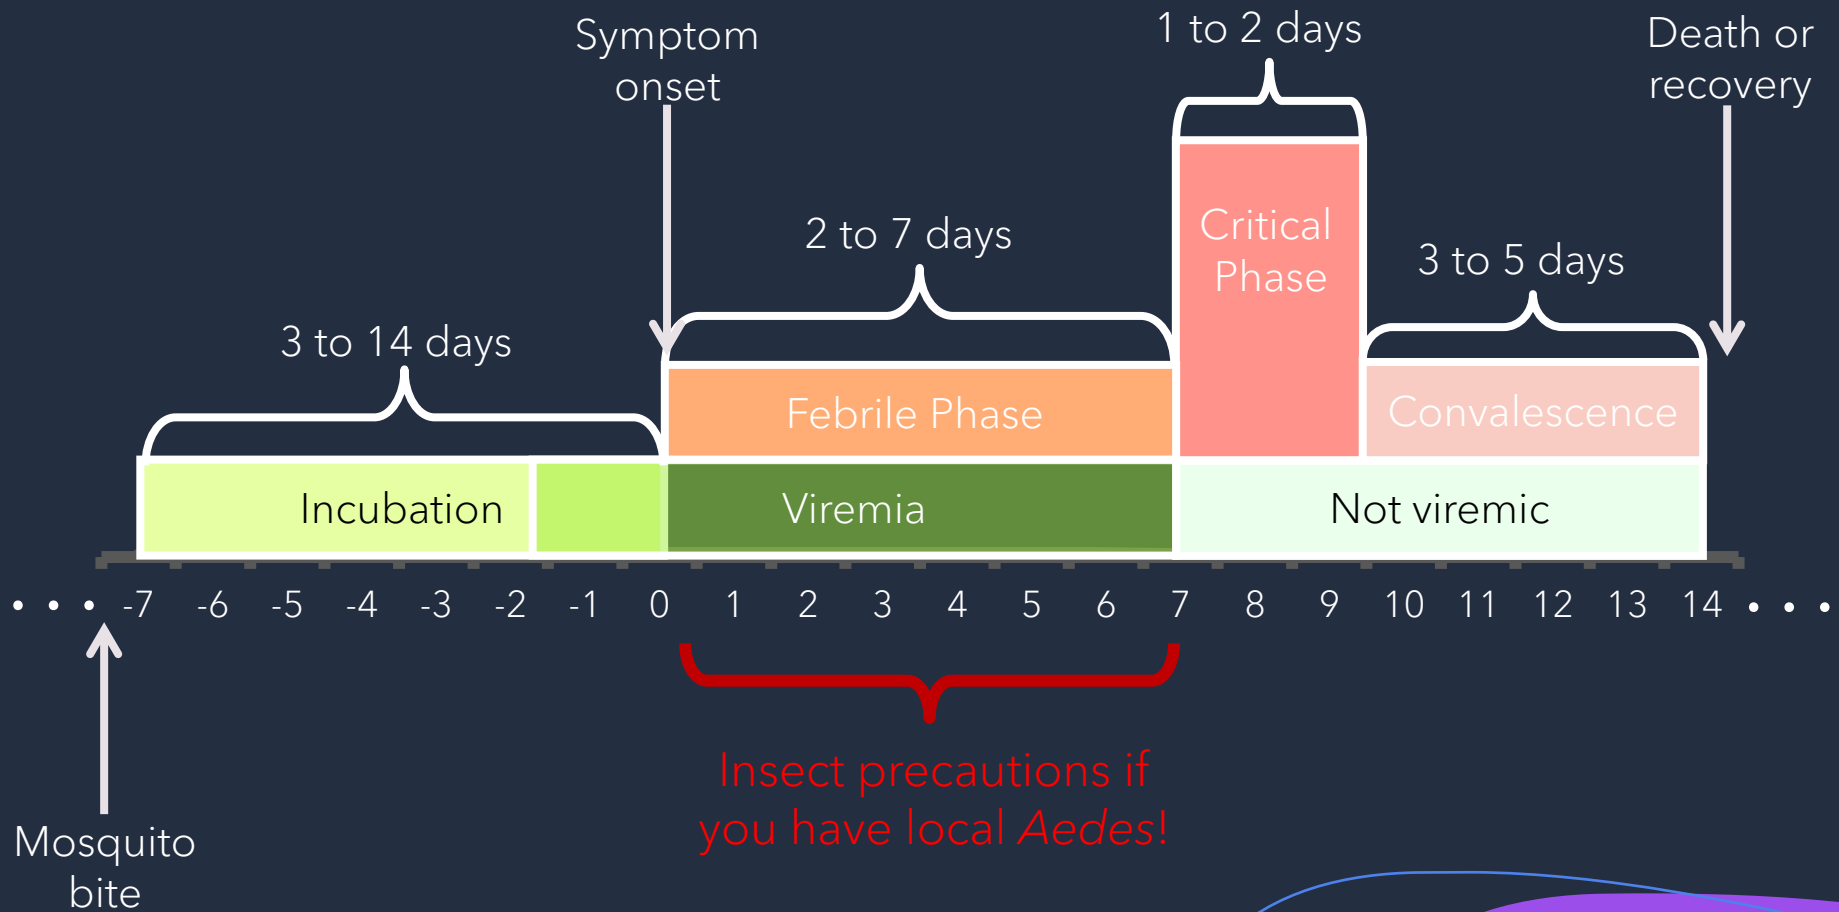 Symptom
onset
1 to 2 days
Death or
recovery
2 to 7 days
Critical
Phase
3 to 5 days
3 to 14 days
Febrile Phase
Convalescence
Incubation
Viremia
Not viremic
• • • -7 -6 -5 -4 -3 -2 -1 0 1 2 3 4 5 6 7 8 9 10 11 12 13 14 • • •
Insect precautions if
you have local Aedes!
Mosquito
bite